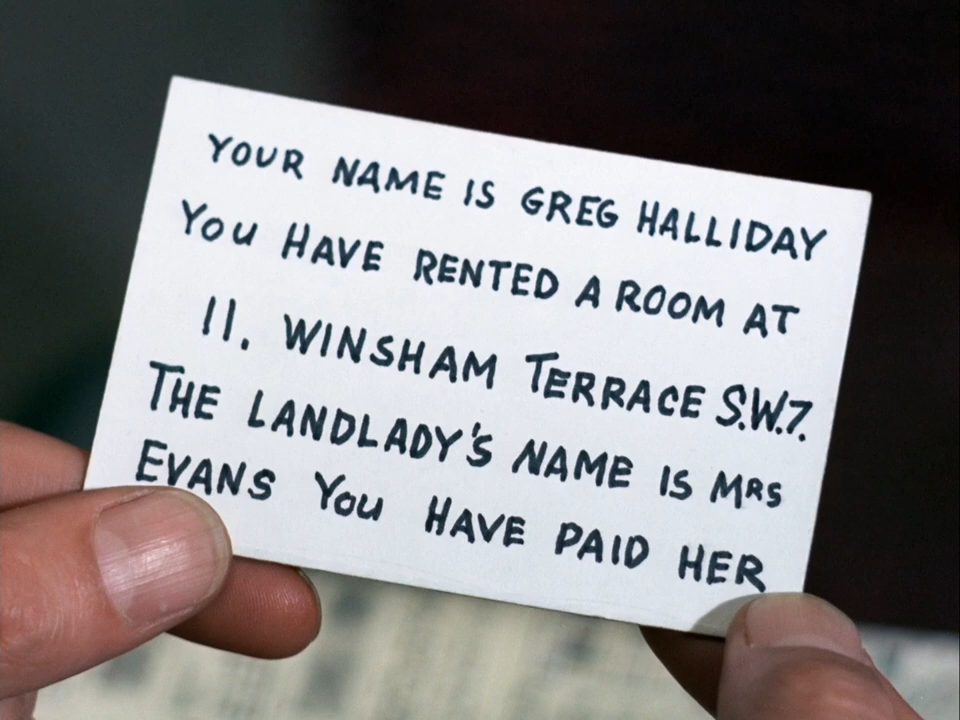 YOUR NAME IS GREG HALLIDAY
YOU HAVE RENTED A ROOM AT
11. WINSHAM TERRACE S.W.7.
THE LANDLADY'S NAME IS MRS
EVANS YOU HAVE PAID HER